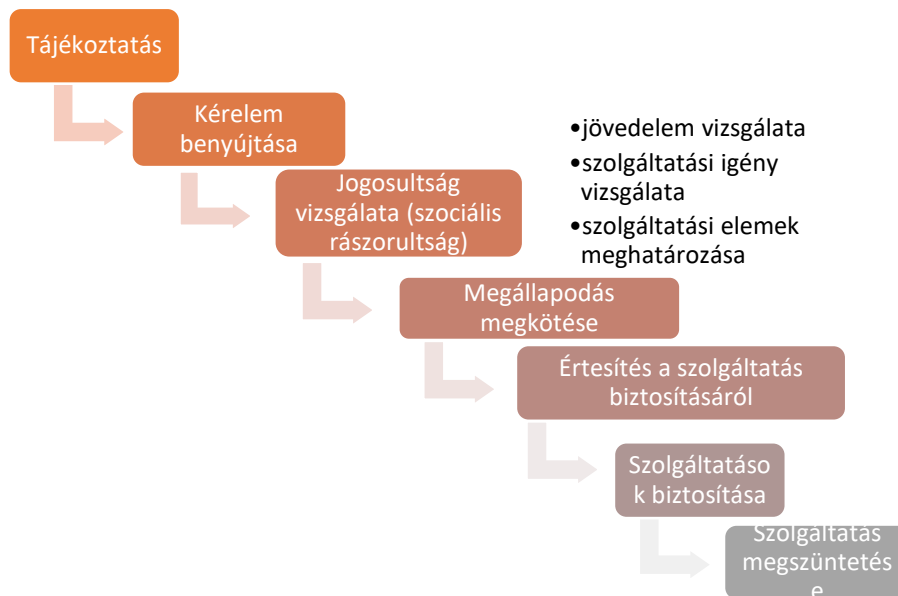 Tájékoztatás
Kérelem
benyújtása
Jogosultság
vizsgálata (szociális
rászorultság)
•jövedelem vizsgálata
•szolgáltatási igény
vizsgálata
•szolgáltatási elemek
meghatározása
Megállapodás
megkötése
Értesítés a szolgáltatás
biztosításáról
Szolgáltatáso
k biztosítása
Szolgáltatás
megszüntetés
e